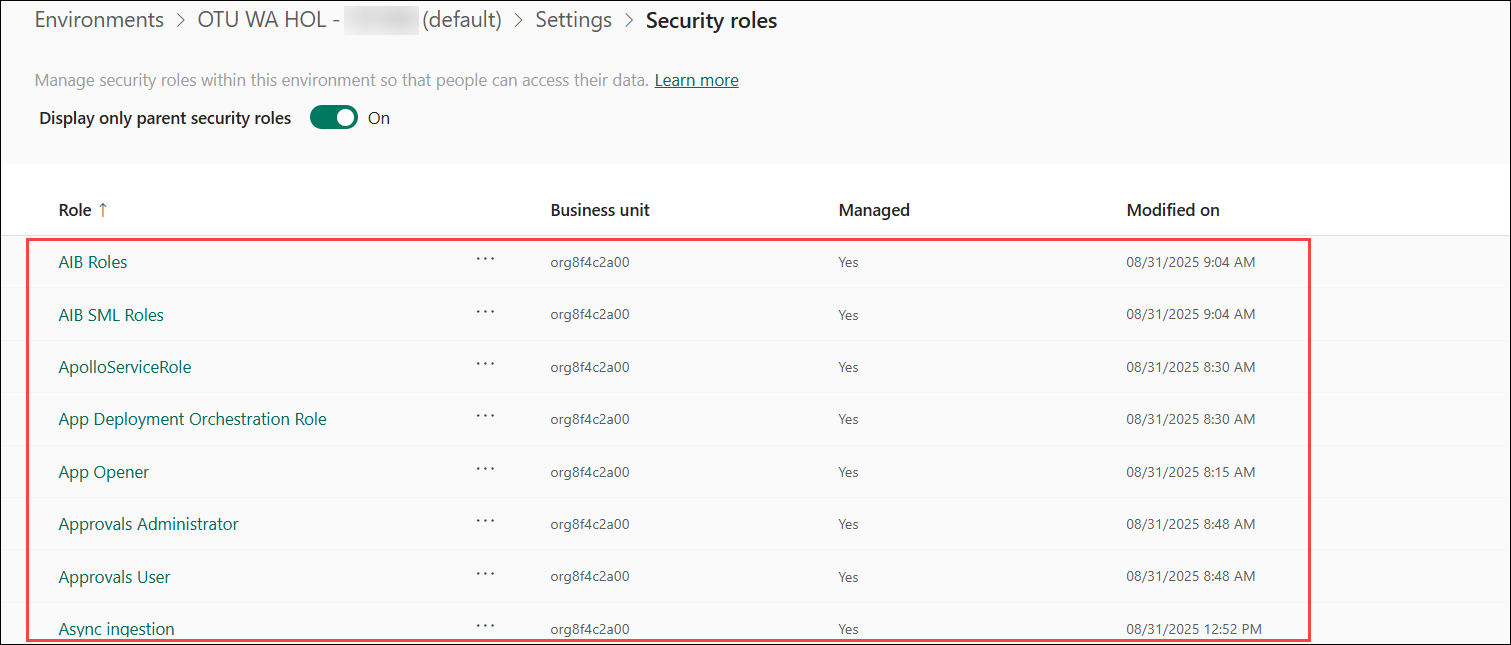 Environments > OTU WA HOL - (default) > Settings > Security roles
Manage security roles within this environment so that people can access their data. Learn more
Display only parent security roles On
Role ↑ Business unit Managed Modified on
AIB Roles ... org8f4c2a00 Yes 08/31/2025 9:04 AM
AIB SML Roles ... org8f4c2a00 Yes 08/31/2025 9:04 AM
ApolloServiceRole ... org8f4c2a00 Yes 08/31/2025 8:30 AM
App Deployment Orchestration Role ... org8f4c2a00 Yes 08/31/2025 8:30 AM
App Opener ... org8f4c2a00 Yes 08/31/2025 8:15 AM
Approvals Administrator ... org8f4c2a00 Yes 08/31/2025 8:48 AM
Approvals User ... org8f4c2a00 Yes 08/31/2025 8:48 AM
Async ingestion ... org8f4c2a00 Yes 08/31/2025 12:52 PM